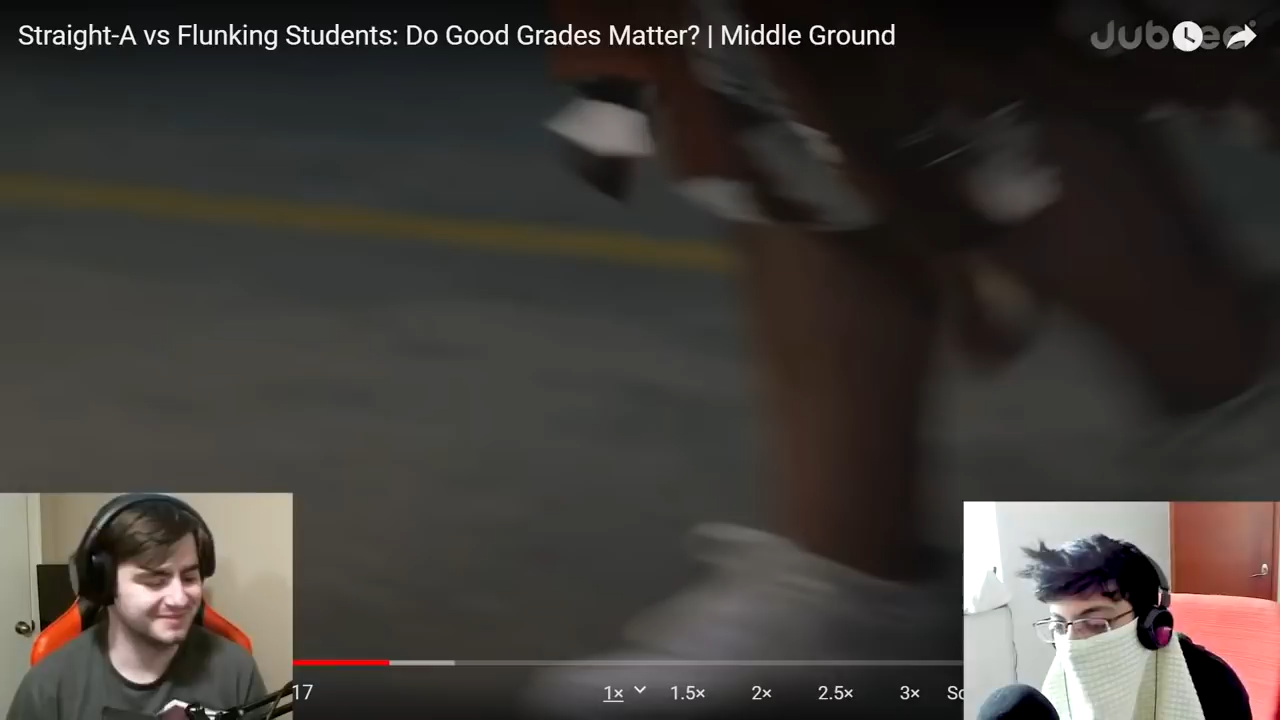 Straight-A vs Flunking Students: Do Good Grades Matter? | Middle Ground
17
1× 1.5× 2× 2.5× 3×